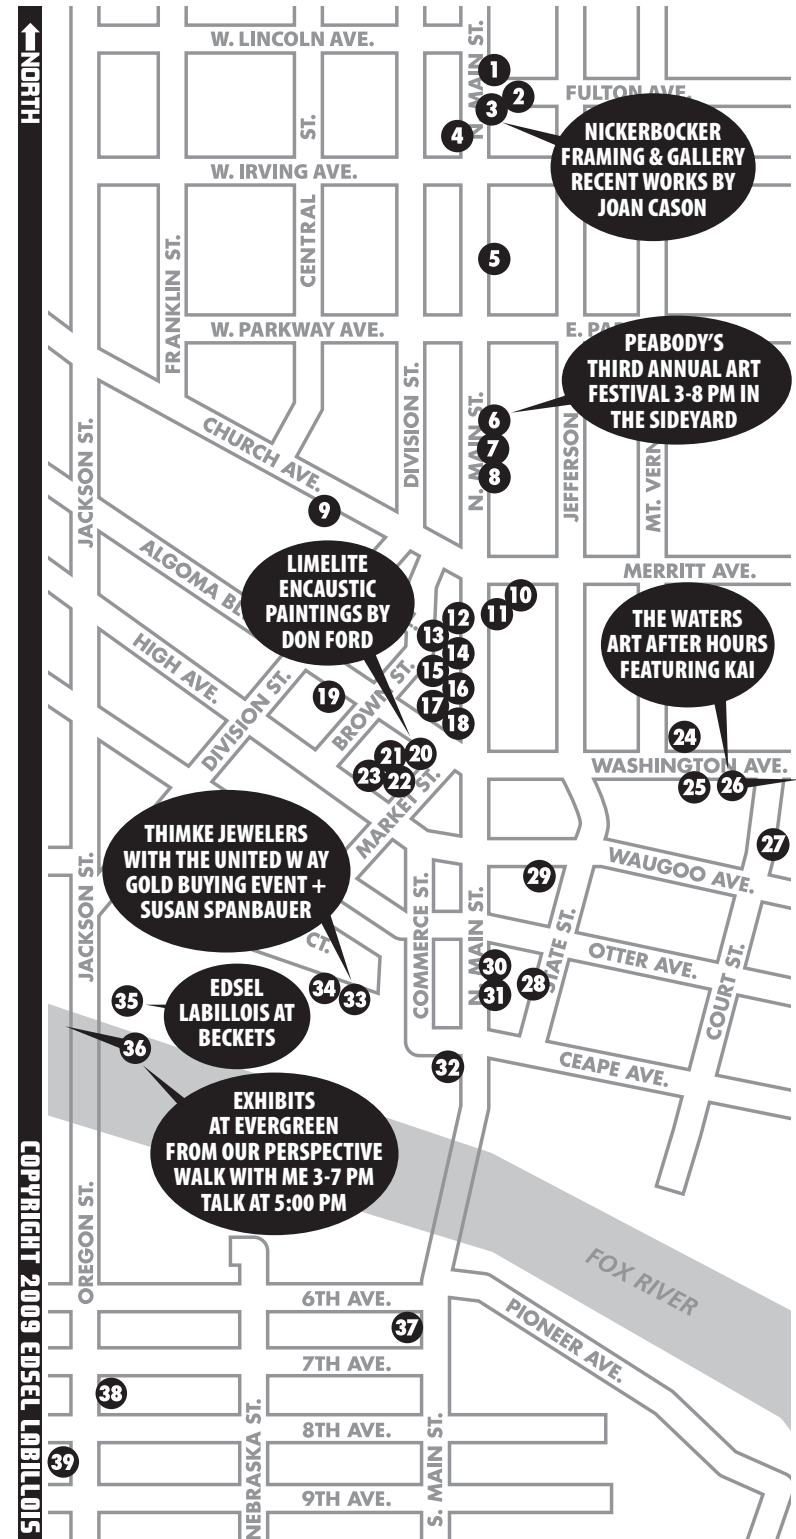 NORTH
W. LINCOLN AVE.
N. MAIN ST.
1
FULTON AVE.
2
3
4
ST.
NICKERBOCKER
FRAMING & GALLERY
RECENT WORKS BY
JOAN CASON
W. IRVING AVE.
CENTRAL
5
FRANKLIN ST.
W. PARKWAY AVE.
E. PA
PEABODY'S
THIRD ANNUAL ART
FESTIVAL 3-8 PM IN
THE SIDEYARD
DIVISION ST.
N. MAIN ST.
6
7
8
JEFFERSON
MT. VERN
JACKSON ST.
CHURCH AVE.
9
ALGOMA BL
MERRITT AVE.
LIMELITE
ENCAUSTIC
PAINTINGS BY
DON FORD
10
11
12
13
14
15
16
17
18
THE WATERS
ART AFTER HOURS
FEATURING KAI
HIGH AVE.
DIVISION ST.
19
BROWN ST.
20
21
22
23
24
WASHINGTON AVE.
25
26
MARKET ST.
27
THIMKE JEWELERS
WITH THE UNITED W AY
GOLD BUYING EVENT +
SUSAN SPANBAUER
WAUGOO AVE.
29
JACKSON ST.
COMMERCE ST.
N. MAIN ST.
STATE ST.
OTTER AVE.
COURT ST.
CT.
30
31
28
34
33
35
EDSEL
LABILLOIS AT
BECKETS
36
32
CEAPE AVE.
EXHIBITS
AT EVERGREEN
FROM OUR PERSPECTIVE
WALK WITH ME 3-7 PM
TALK AT 5:00 PM
OREGON ST.
FOX RIVER
6TH AVE.
37
PIONEER AVE.
7TH AVE.
38
NEBRASKA ST.
8TH AVE.
S. MAIN ST.
39
9TH AVE.
COPYRIGHT 2009 EDSEL LABILLOIS